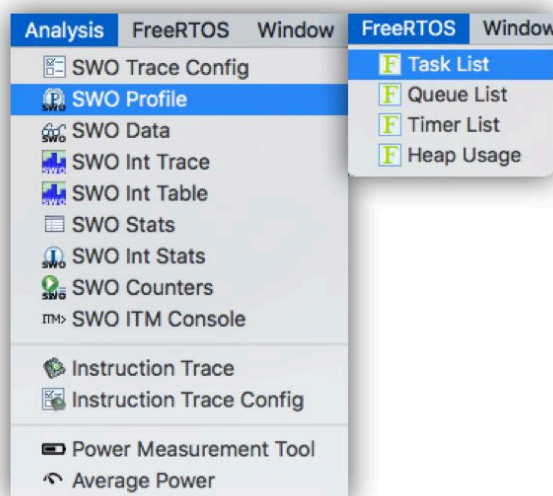 Analysis FreeRTOS Window
SWO Trace Config
SWO Profile
SWO Data
SWO Int Trace
SWO Int Table
SWO Stats
SWO Int Stats
SWO Counters
ITM> SWO ITM Console
Instruction Trace
Instruction Trace Config
Power Measurement Tool
Average Power
FreeRTOS Window
F Task List
F Queue List
F Timer List
F Heap Usage